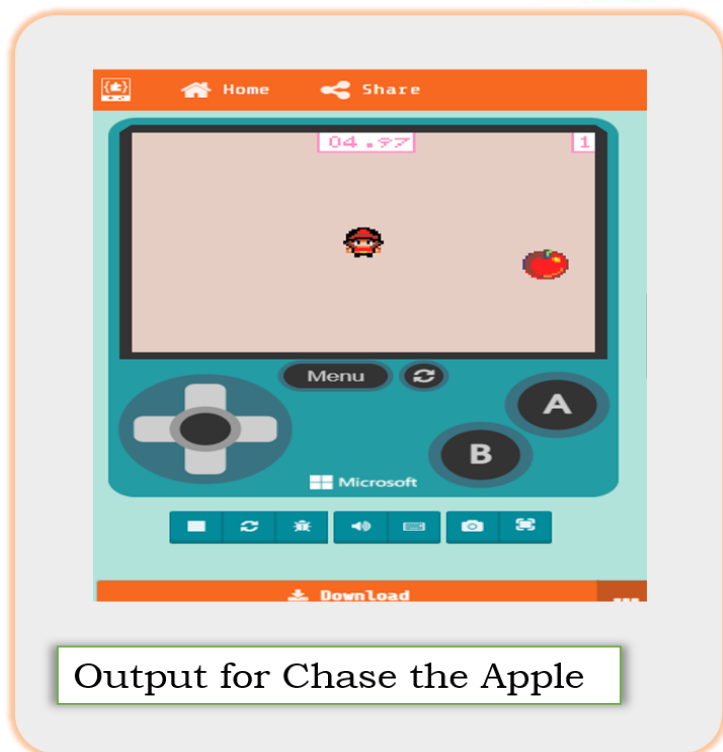 Home Share
04.97 1
Menu
A
B
Microsoft
Download
Output for Chase the Apple